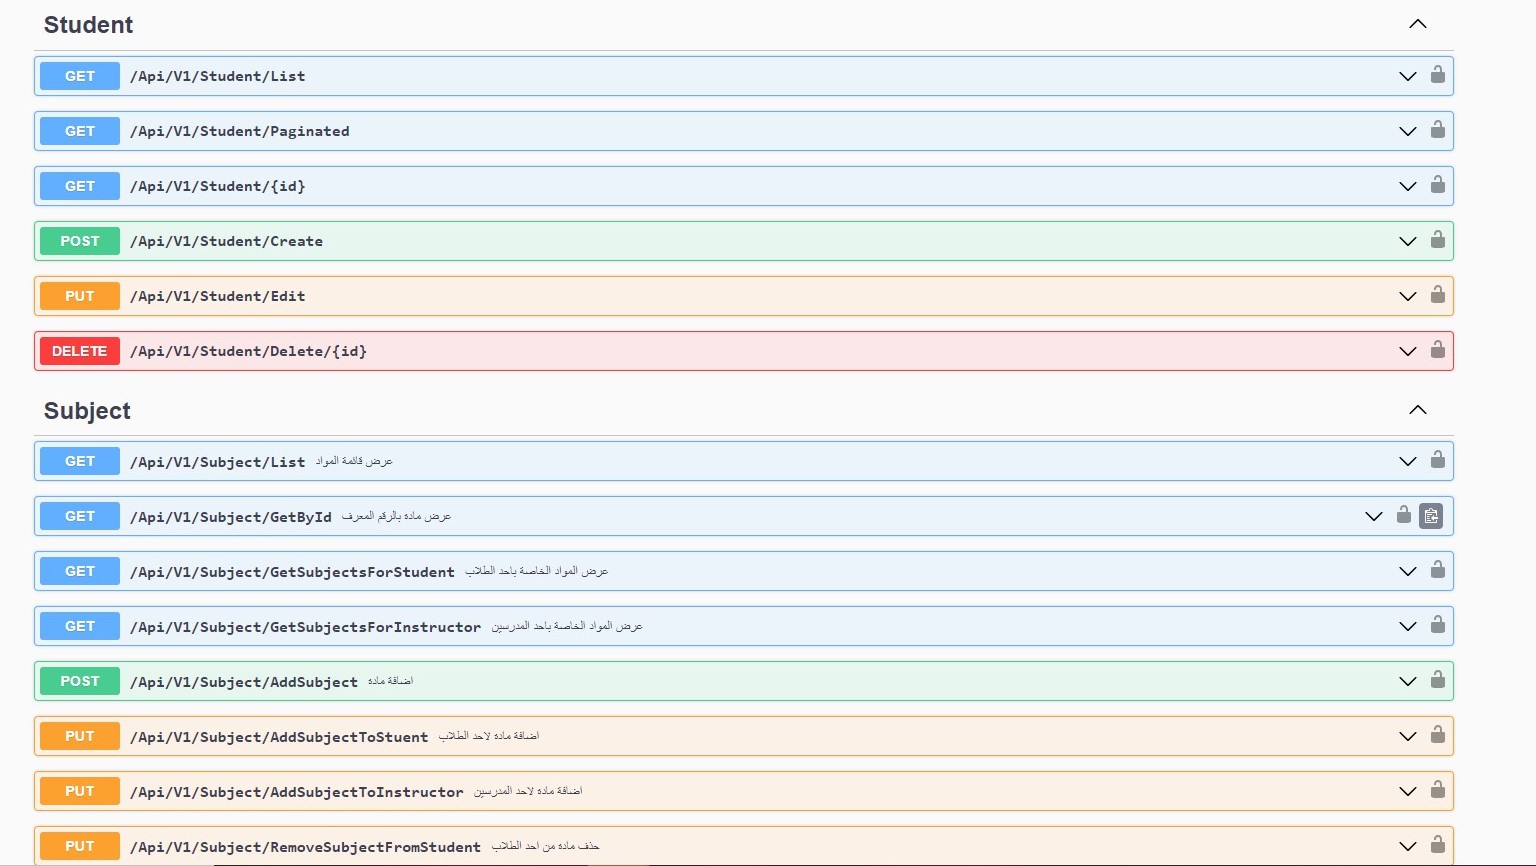 Student
GET /Api/V1/Student/List
GET /Api/V1/Student/Paginated
GET /Api/V1/Student/{id}
POST /Api/V1/Student/Create
PUT /Api/V1/Student/Edit
DELETE /Api/V1/Student/Delete/{id}
Subject
GET /Api/V1/Subject/List عرض قائمة المواد
GET /Api/V1/Subject/GetById عرض مادة بالرقم المعرف
GET /Api/V1/Subject/GetSubjectsForStudent عرض المواد الخاصة باحد الطلاب
GET /Api/V1/Subject/GetSubjectsForInstructor عرض المواد الخاصة باحد المدرسين
POST /Api/V1/Subject/AddSubject اضافة مادة
PUT /Api/V1/Subject/AddSubjectToStuent اضافة مادة لاحد الطلاب
PUT /Api/V1/Subject/AddSubjectToInstructor اضافة مادة لاحد المدرسين
PUT /Api/V1/Subject/RemoveSubjectFromStudent حذف مادة من احد الطلاب